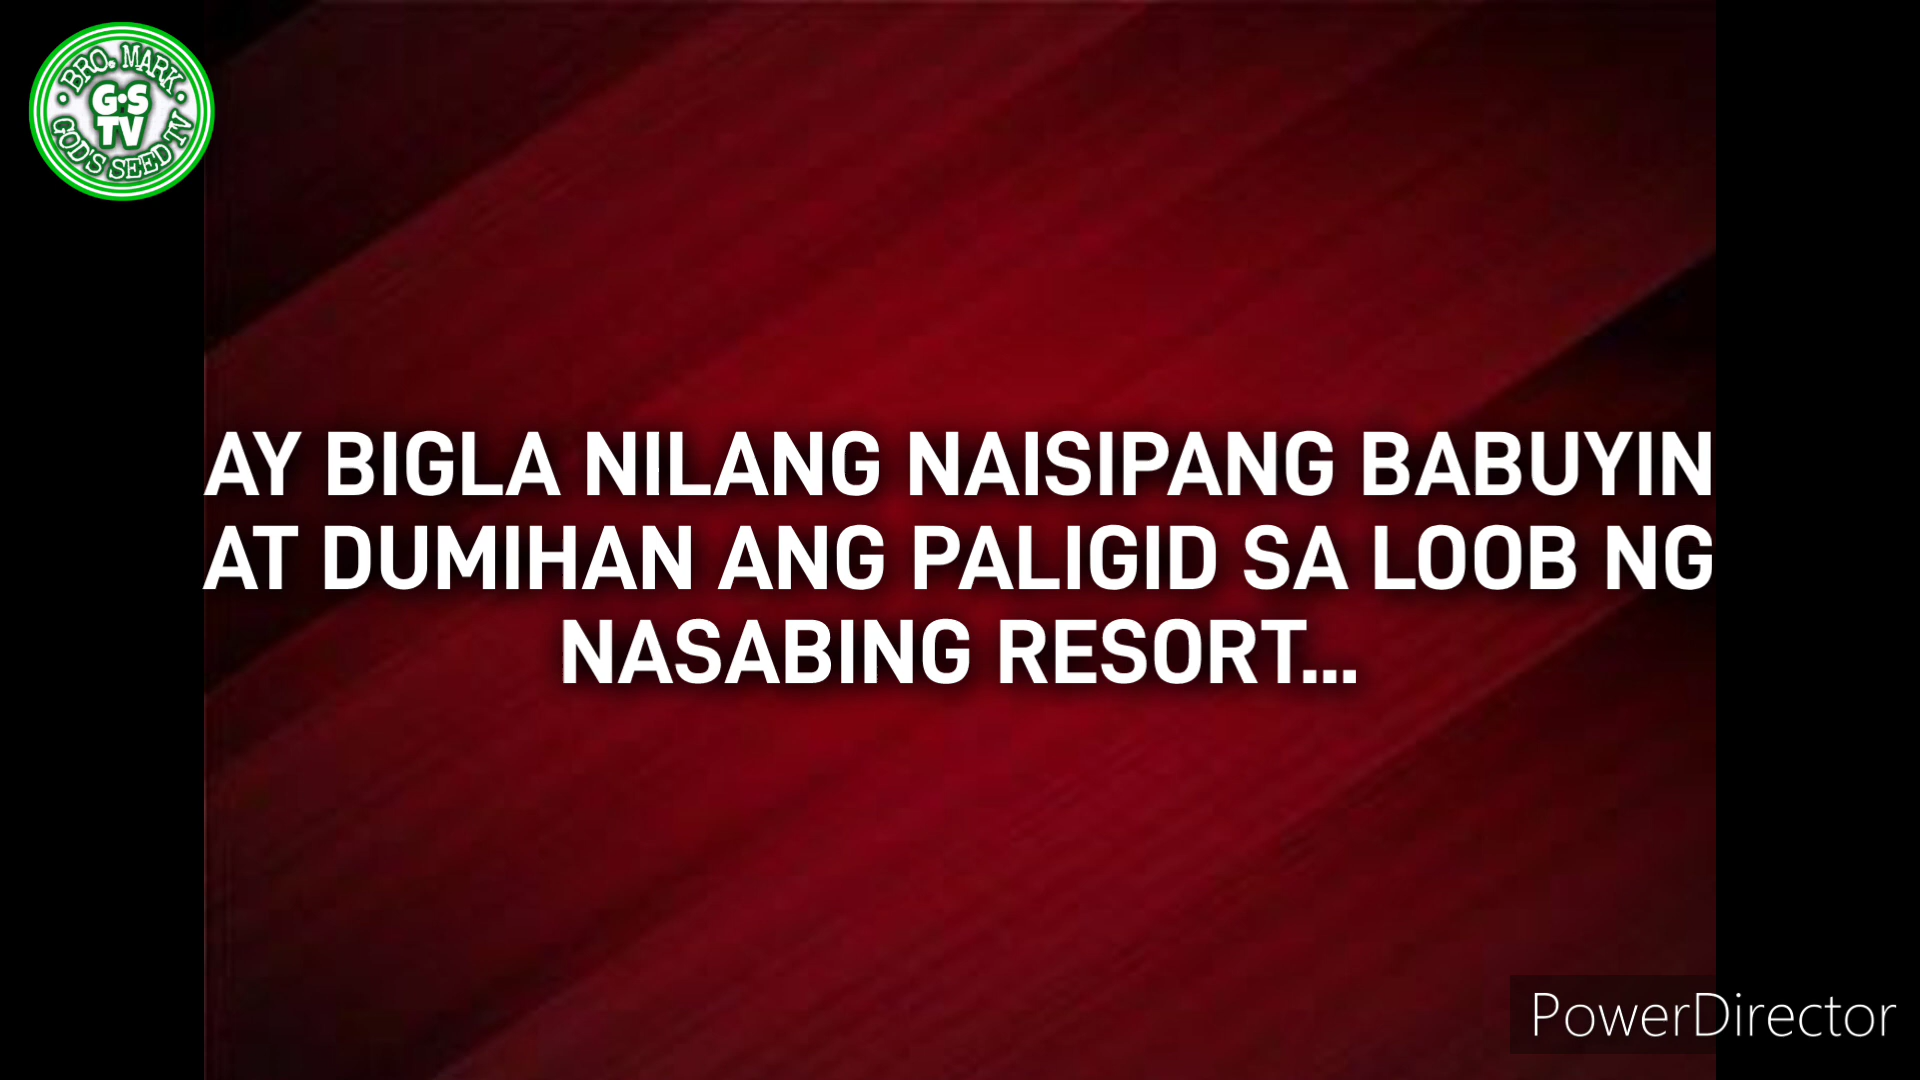 BRO. MARK
G•S
TV
GOD'S SEED TV
AY BIGLA NILANG NAISIPANG BABUYIN
AT DUMIHAN ANG PALIGID SA LOOB NG
NASABING RESORT...
PowerDirector